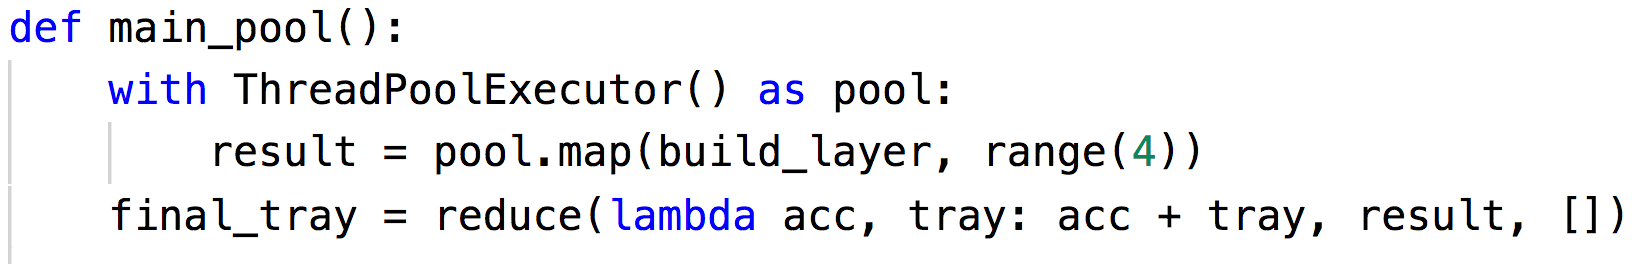 def main_pool():
    with ThreadPoolExecutor() as pool:
        result = pool.map(build_layer, range(4))
    final_tray = reduce(lambda acc, tray: acc + tray, result, [])